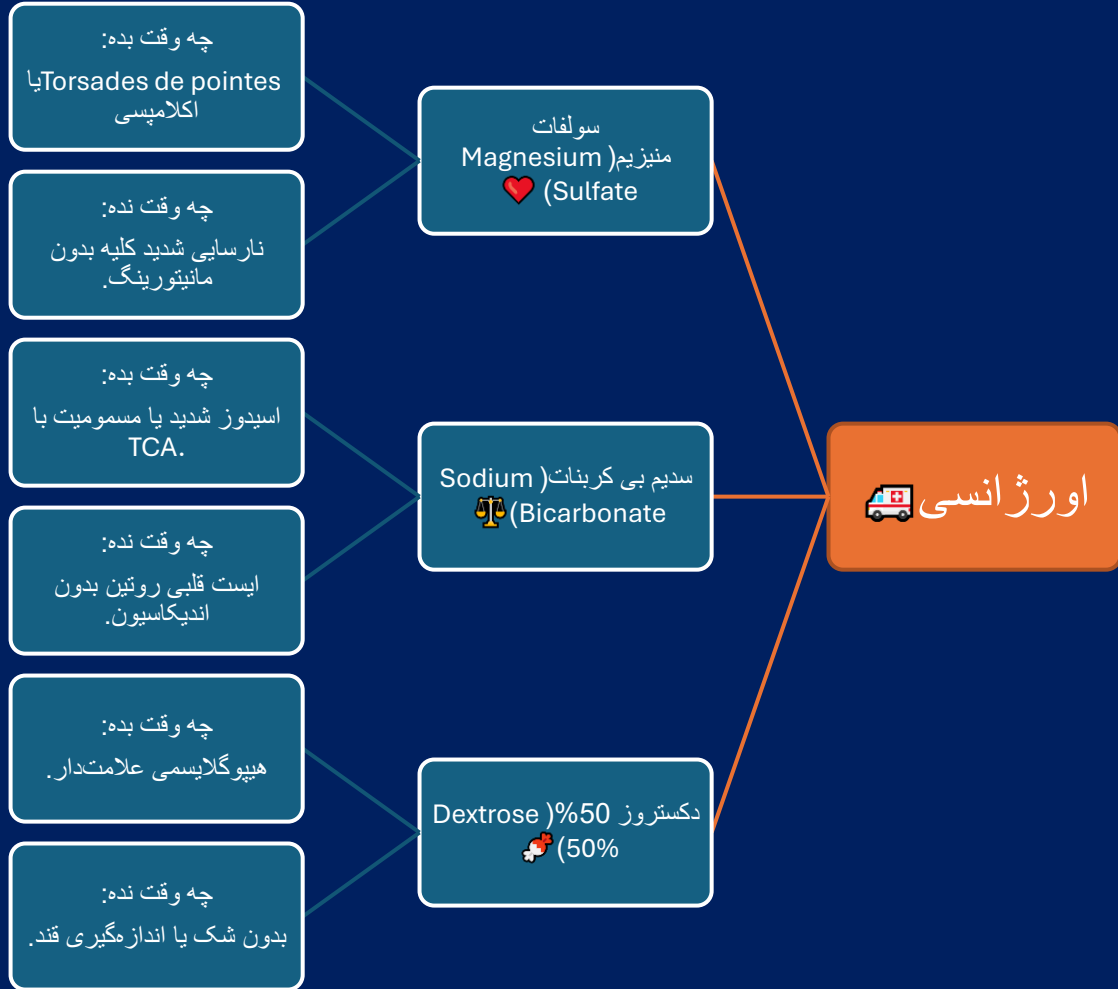 اورژانسی🚑
سولفات
منیزیم( Magnesium
Sulfate) ❤️
چه وقت بده:
Torsades de pointesیا
اکلامپسی
چه وقت نده:
نارسایی شدید کلیه بدون
مانیتورینگ.
سدیم بی کربنات( Sodium
Bicarbonate)⚖️
چه وقت بده:
اسیدوز شدید یا مسمومیت با
TCA.
چه وقت نده:
ایست قلبی روتین بدون
اندیکاسیون.
دکستروز 50%( Dextrose
50%)🍬
چه وقت بده:
هیپوگلایسمی علامت‌دار.
چه وقت نده:
بدون شک یا اندازه‌گیری قند.